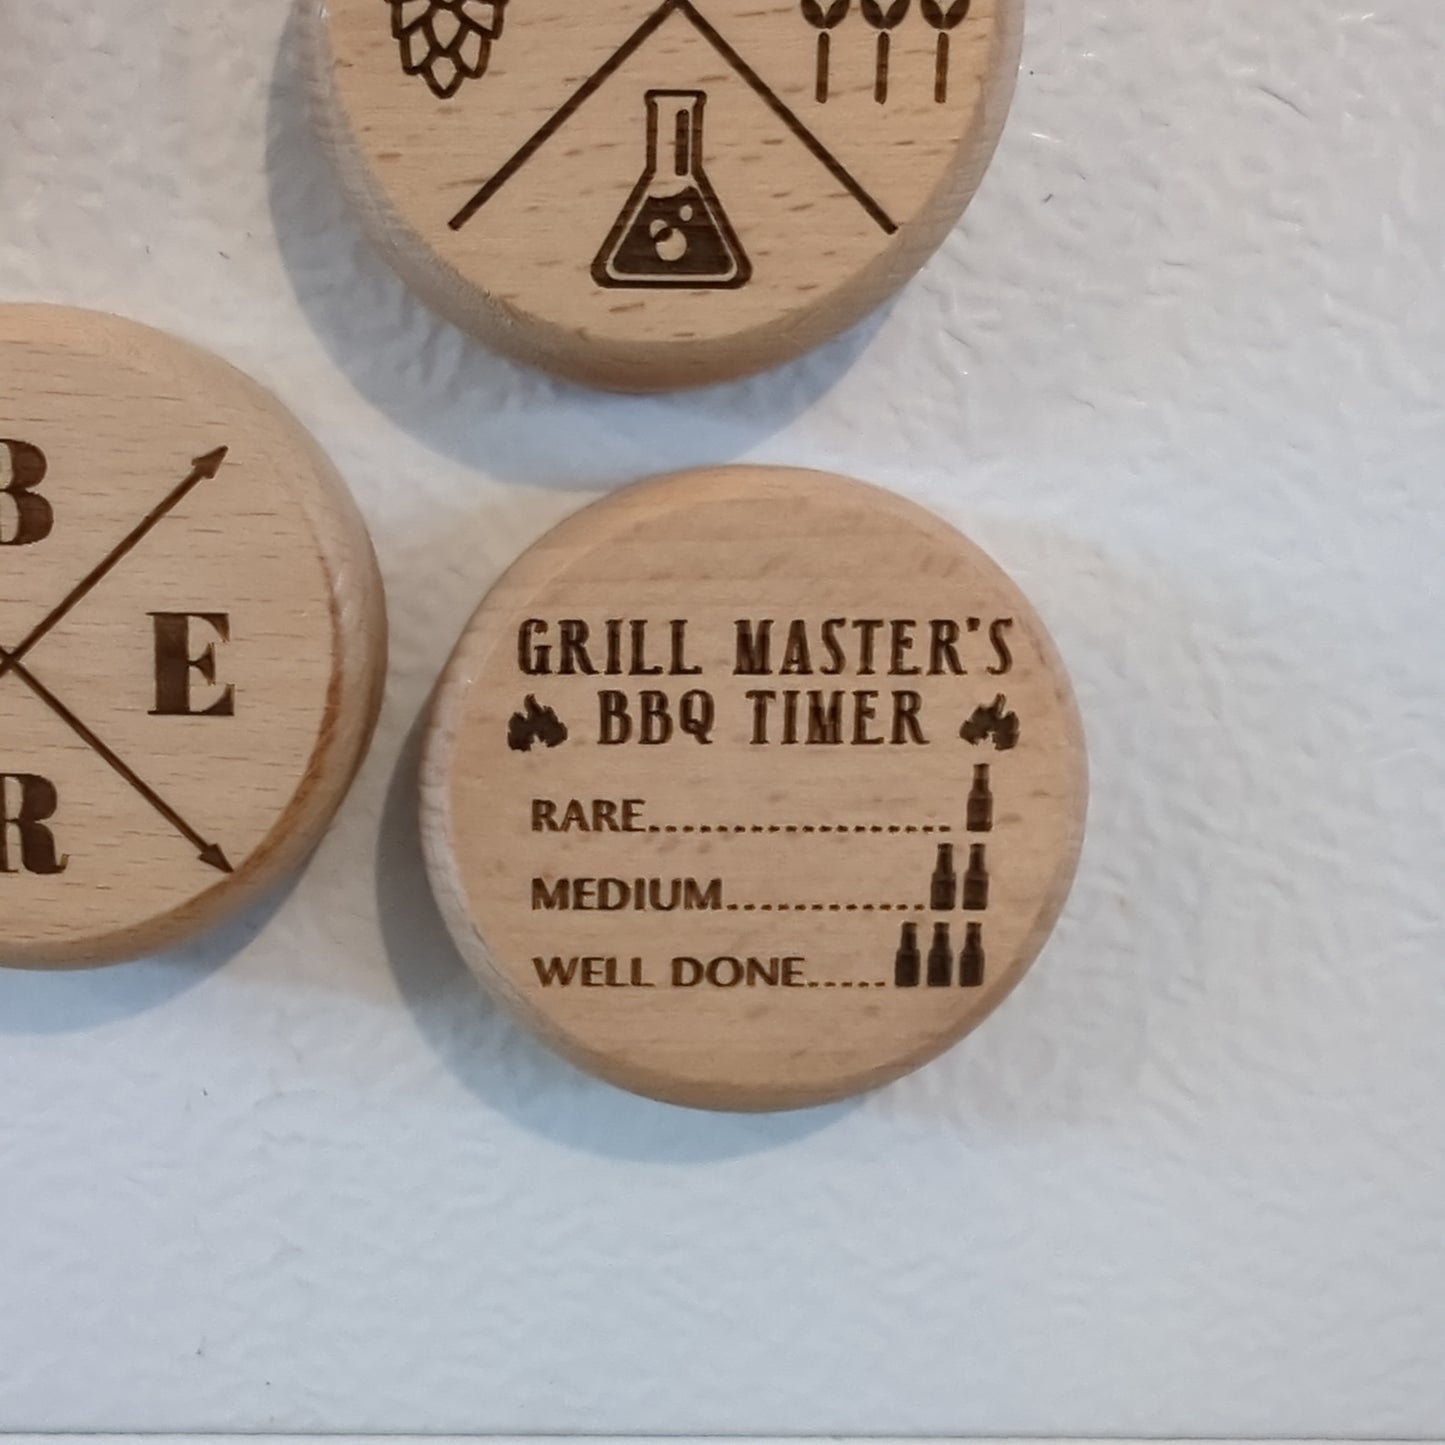 B
E
R
GRILL MASTER'S
BBQ TIMER
RARE...................
MEDIUM............
WELL DONE.....